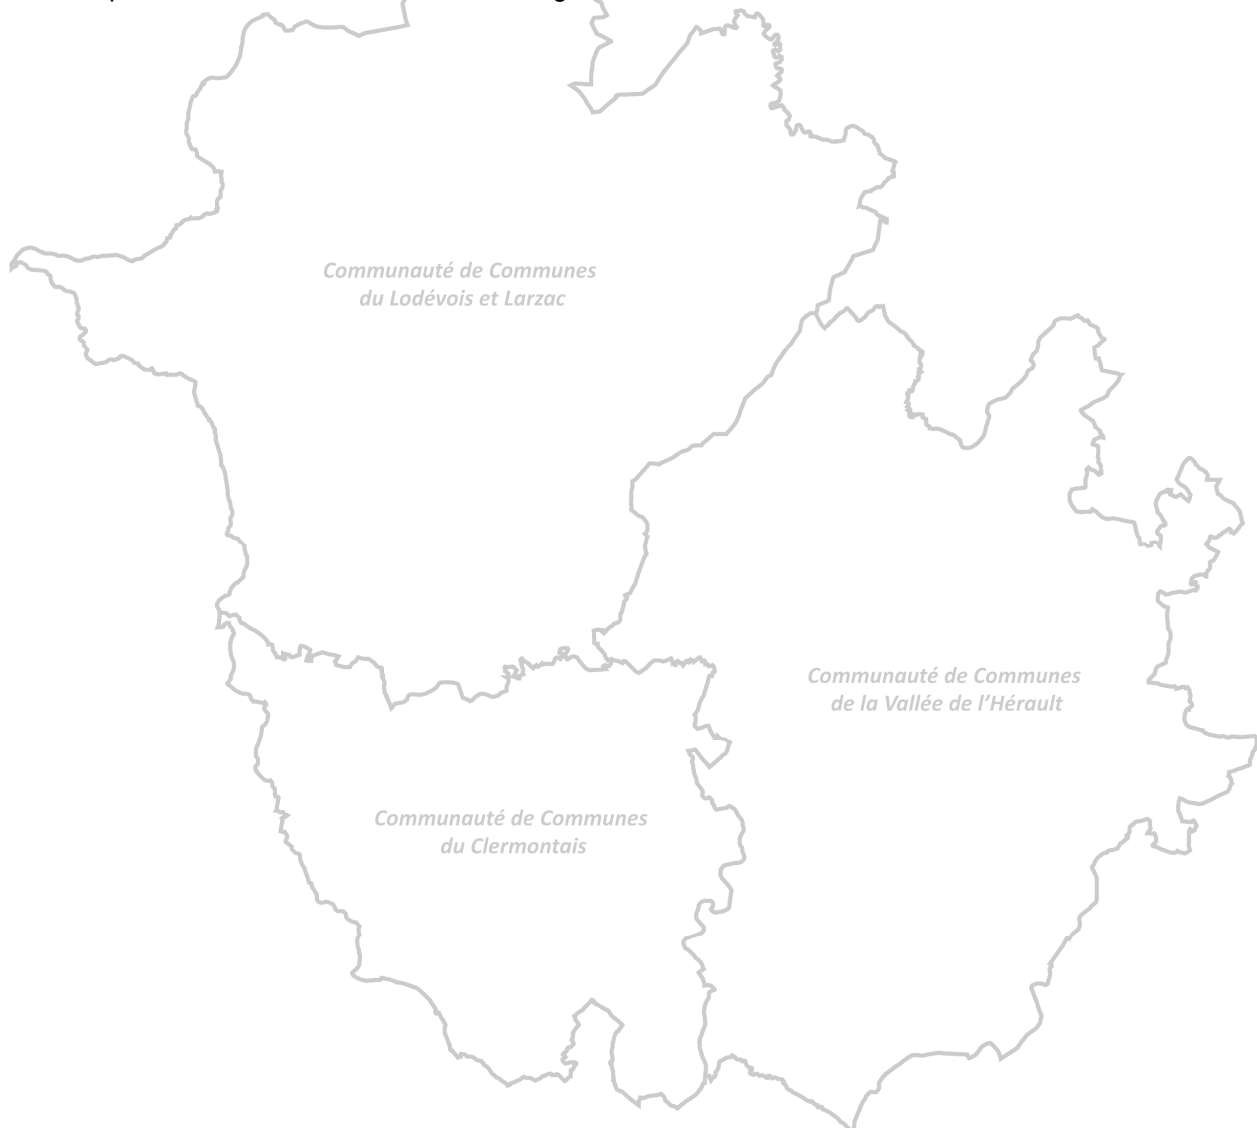 Communauté de Communes
du Lodévois et Larzac
Communauté de Communes
de la Vallée de l’Hérault
Communauté de Communes
du Clermontais